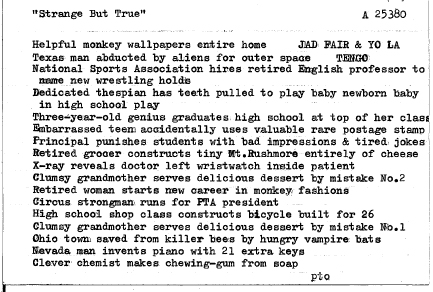 "Strange But True" A 25380
Helpful monkey wallpapers entire home JAD FAIR & YO LA
Texas man abducted by aliens for outer space TENGO
National Sports Association hires retired English professor to
name new wrestling holds
Dedicated thespian has teeth pulled to play baby newborn baby
in high school play
Three-year-old genius graduates high school at top of her class
Embarrassed teem accidentally uses valuable rare postage stamp
Principal punishes students with bad impressions & tired jokes
Retired grocer constructs tiny Mt.Rushmore entirely of cheese
X-ray reveals doctor left wristwatch inside patient
Clumsy grandmother serves delicious dessert by mistake No.2
Retired woman starts new career in monkey fashions
Circus strongman runs for PTA president
High school shop class constructs bicycle built for 26
Clumsy grandmother serves delicious dessert by mistake No.1
Ohio town saved from killer bees by hungry vampire bats
Nevada man invents piano with 21 extra keys
Clever chemist makes chewing-gum from soap
pto